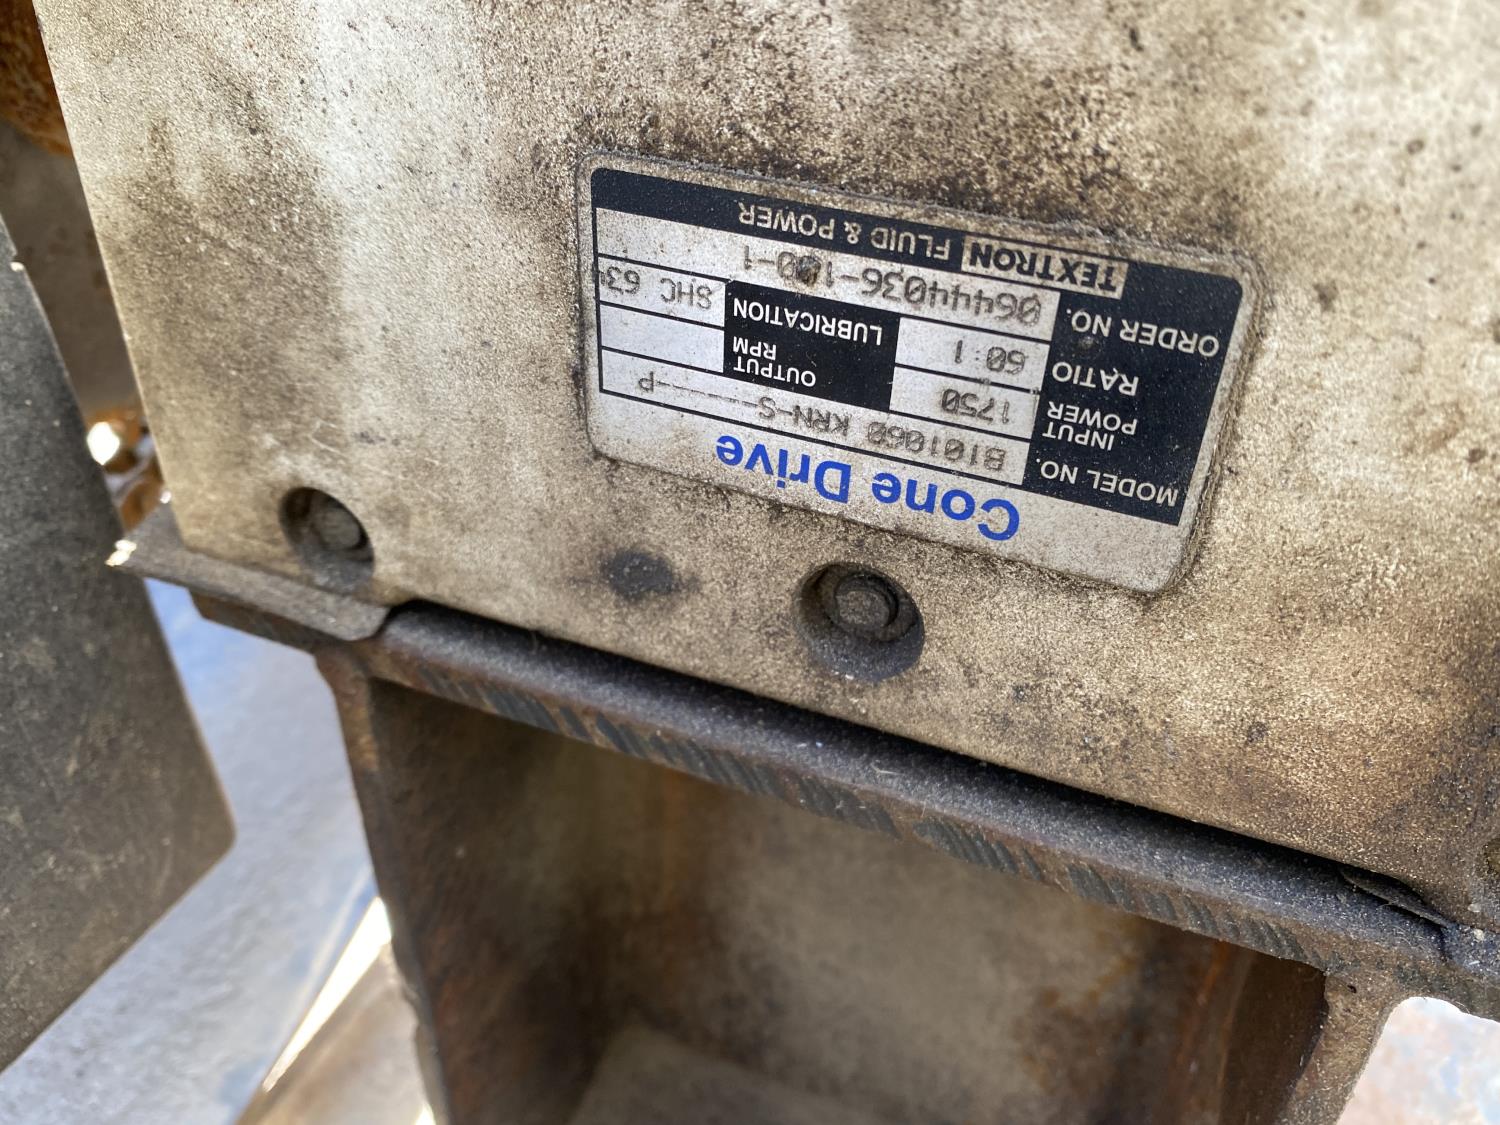 Cone Drive
MODEL NO. B101060 KRN-S----P
INPUT POWER 1750 OUTPUT RPM
RATIO 60:1 LUBRICATION SHC 63
ORDER NO. 06444036-100-1
TEXTRON FLUID & POWER